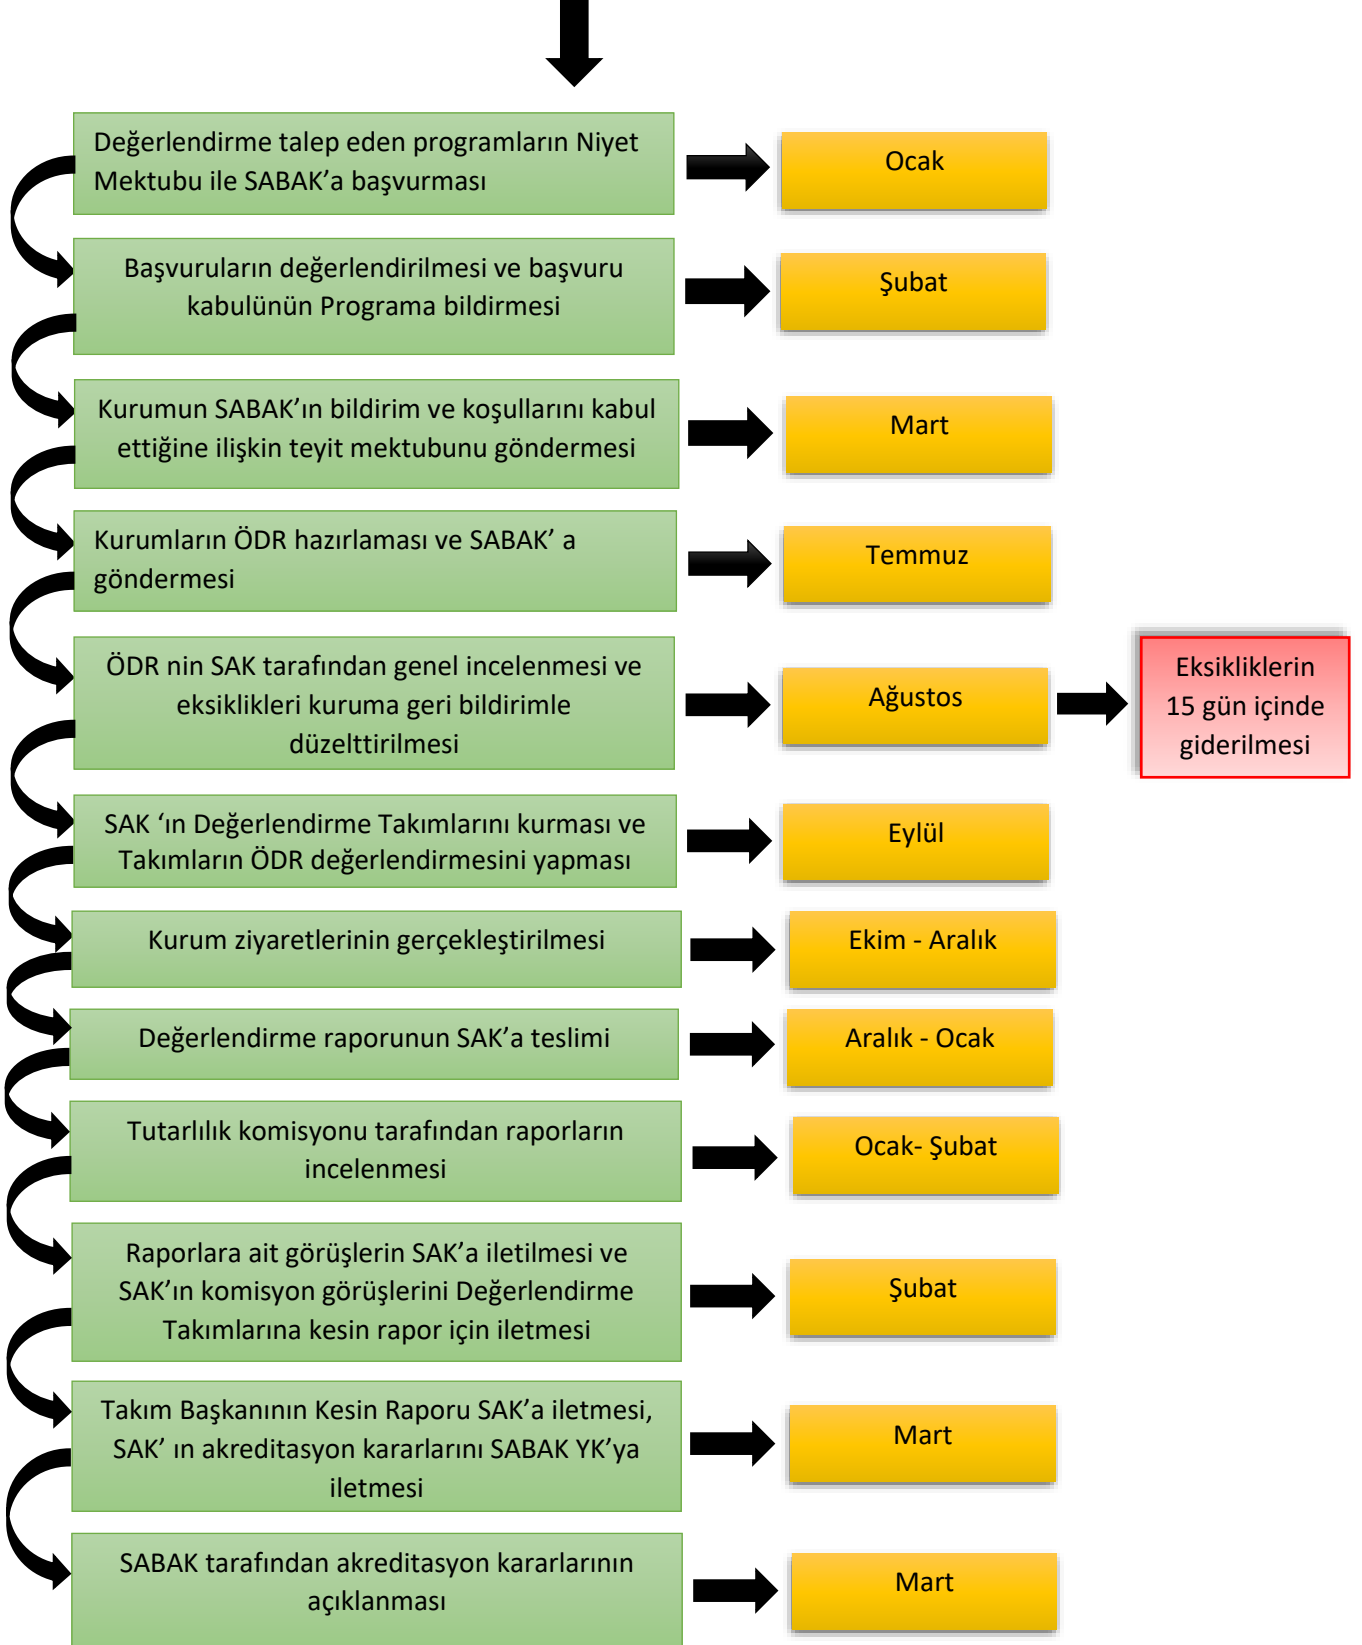 Değerlendirme talep eden programların Niyet
Mektubu ile SABAK’a başvurması
Ocak
Başvuruların değerlendirilmesi ve başvuru
kabulünün Programa bildirmesi
Şubat
Kurumun SABAK’ın bildirim ve koşullarını kabul
ettiğine ilişkin teyit mektubunu göndermesi
Mart
Kurumların ÖDR hazırlaması ve SABAK’ a
göndermesi
Temmuz
ÖDR nin SAK tarafından genel incelenmesi ve
eksiklikleri kuruma geri bildirimle
düzelttirilmesi
Ağustos
Eksikliklerin
15 gün içinde
giderilmesi
SAK ‘ın Değerlendirme Takımlarını kurması ve
Takımların ÖDR değerlendirmesini yapması
Eylül
Kurum ziyaretlerinin gerçekleştirilmesi
Ekim - Aralık
Değerlendirme raporunun SAK’a teslimi
Aralık - Ocak
Tutarlılık komisyonu tarafından raporların
incelenmesi
Ocak- Şubat
Raporlara ait görüşlerin SAK’a iletilmesi ve
SAK’ın komisyon görüşlerini Değerlendirme
Takımlarına kesin rapor için iletmesi
Şubat
Takım Başkanının Kesin Raporu SAK’a iletmesi,
SAK’ ın akreditasyon kararlarını SABAK YK’ya
iletmesi
Mart
SABAK tarafından akreditasyon kararlarının
açıklanması
Mart